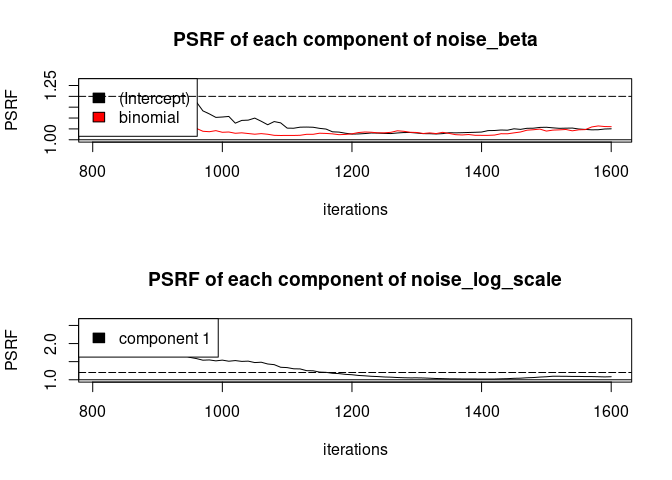 PSRF of each component of noise_beta
PSRF
1.25
1.00
(Intercept)
binomial
800 1000 1200 1400 1600
iterations
PSRF of each component of noise_log_scale
PSRF
2.0
1.0
component 1
800 1000 1200 1400 1600
iterations